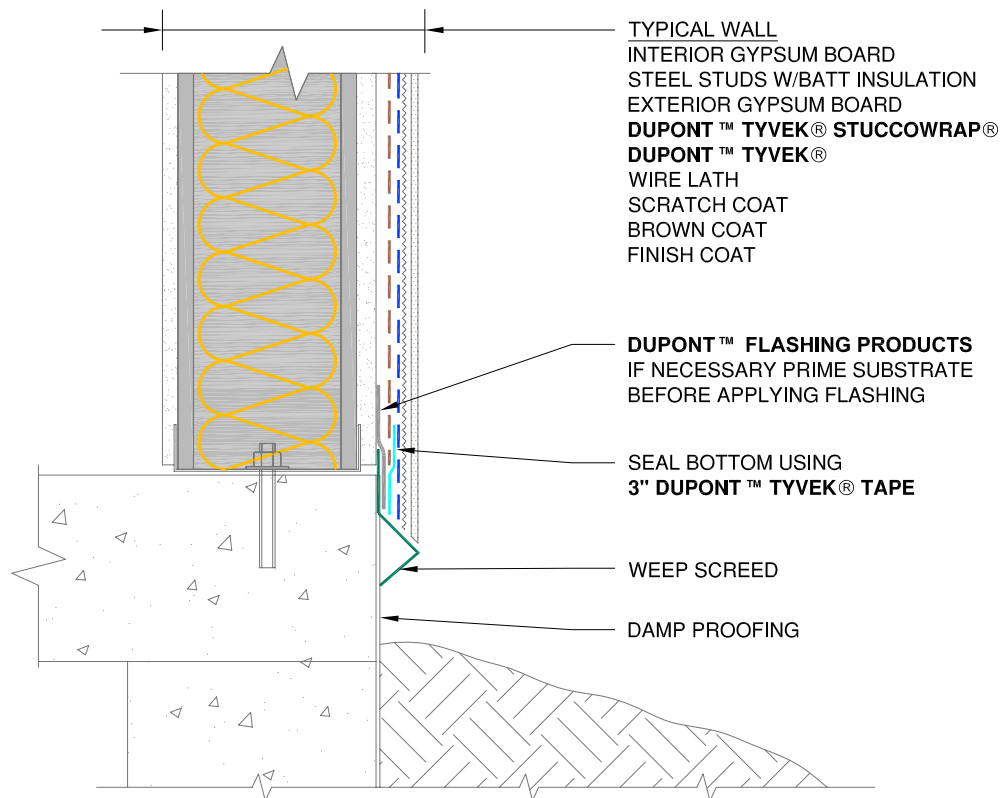 TYPICAL WALL
INTERIOR GYPSUM BOARD
STEEL STUDS W/BATT INSULATION
EXTERIOR GYPSUM BOARD
DUPONT ™ TYVEK® STUCCOWRAP®
DUPONT ™ TYVEK®
WIRE LATH
SCRATCH COAT
BROWN COAT
FINISH COAT
DUPONT ™ FLASHING PRODUCTS
IF NECESSARY PRIME SUBSTRATE
BEFORE APPLYING FLASHING
SEAL BOTTOM USING
3" DUPONT ™ TYVEK® TAPE
WEEP SCREED
DAMP PROOFING